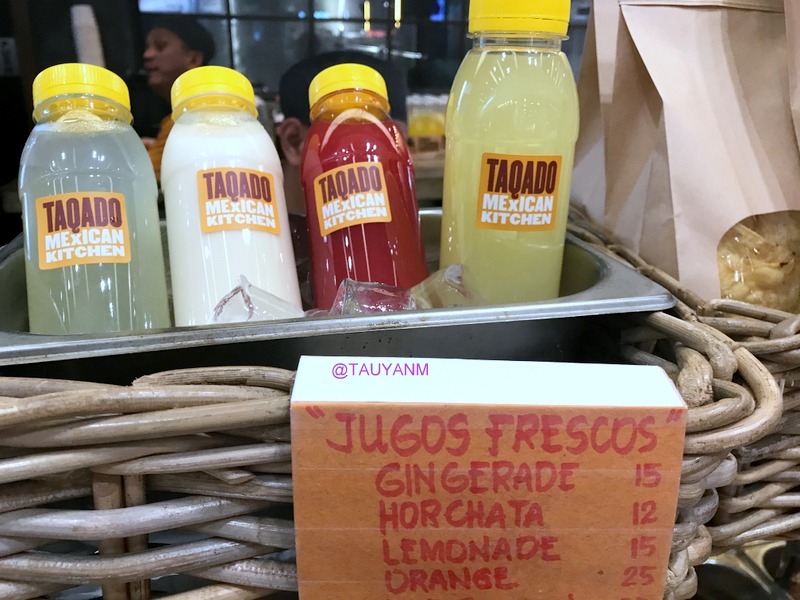 TAQADO
MEXICAN
KITCHEN
TAQADO
MEXICAN
KITCHEN
TAQADO
MEXICAN
KITCHEN
TAQADO
MEXICAN
KITCHEN
@TAUYANM
"JUGOS FRESCOS"
GINGERADE 15
HORCHATA 12
LEMONADE 15
ORANGE 25